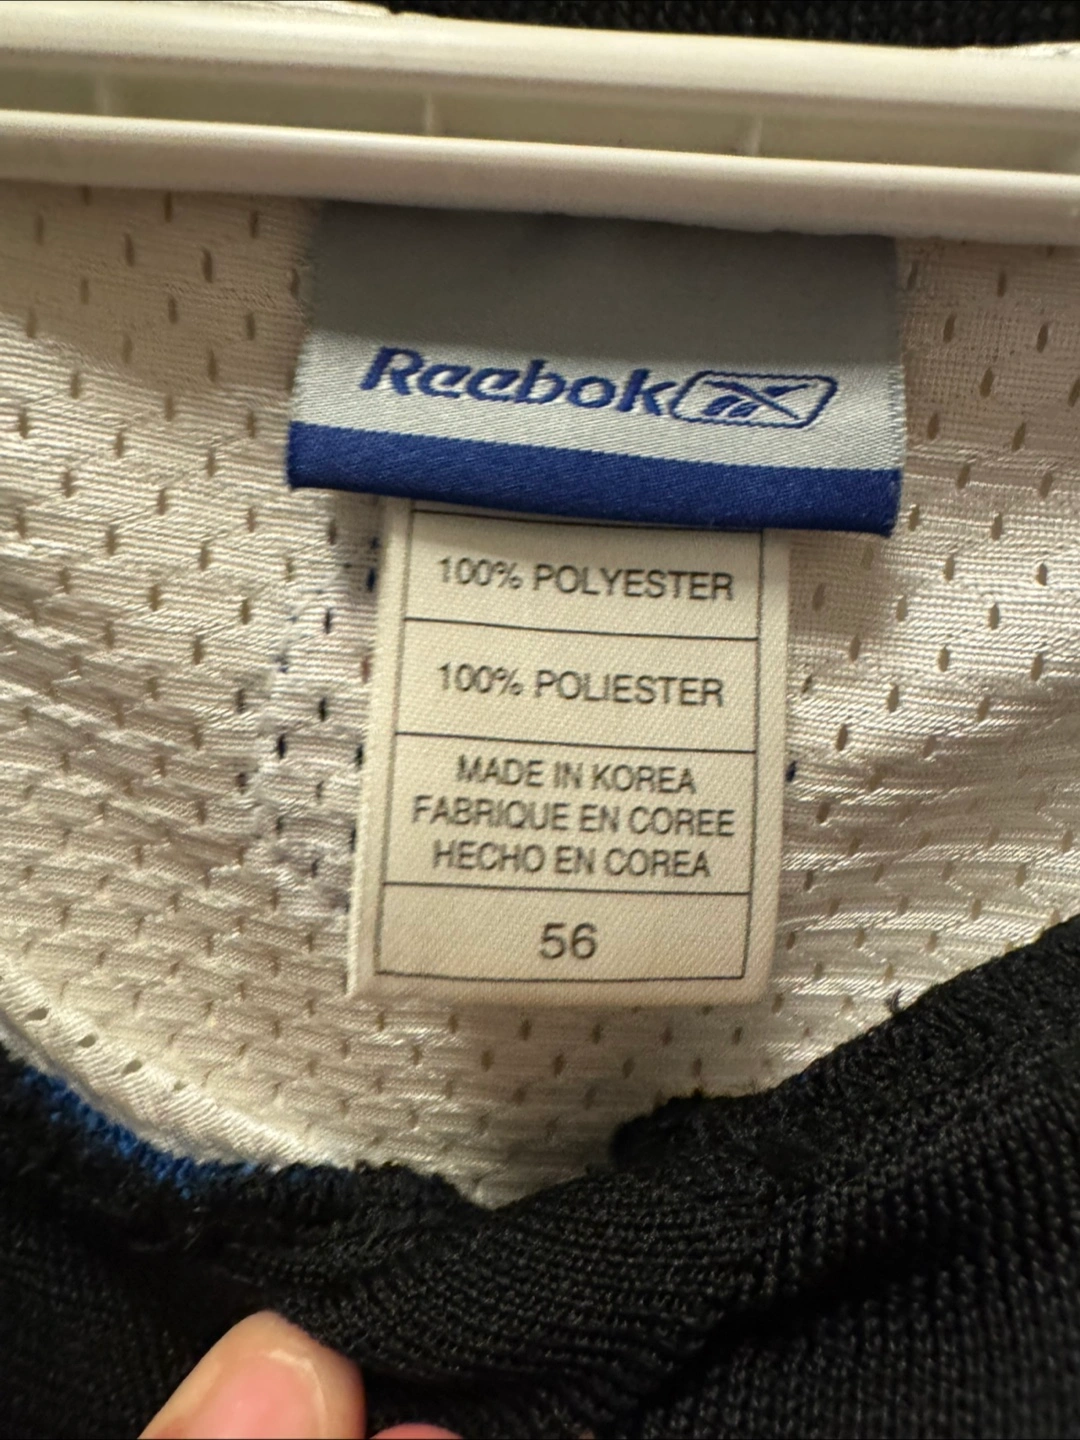 Reebok
100% POLYESTER
100% POLIESTER
MADE IN KOREA
FABRIQUE EN COREE
HECHO EN COREA
56